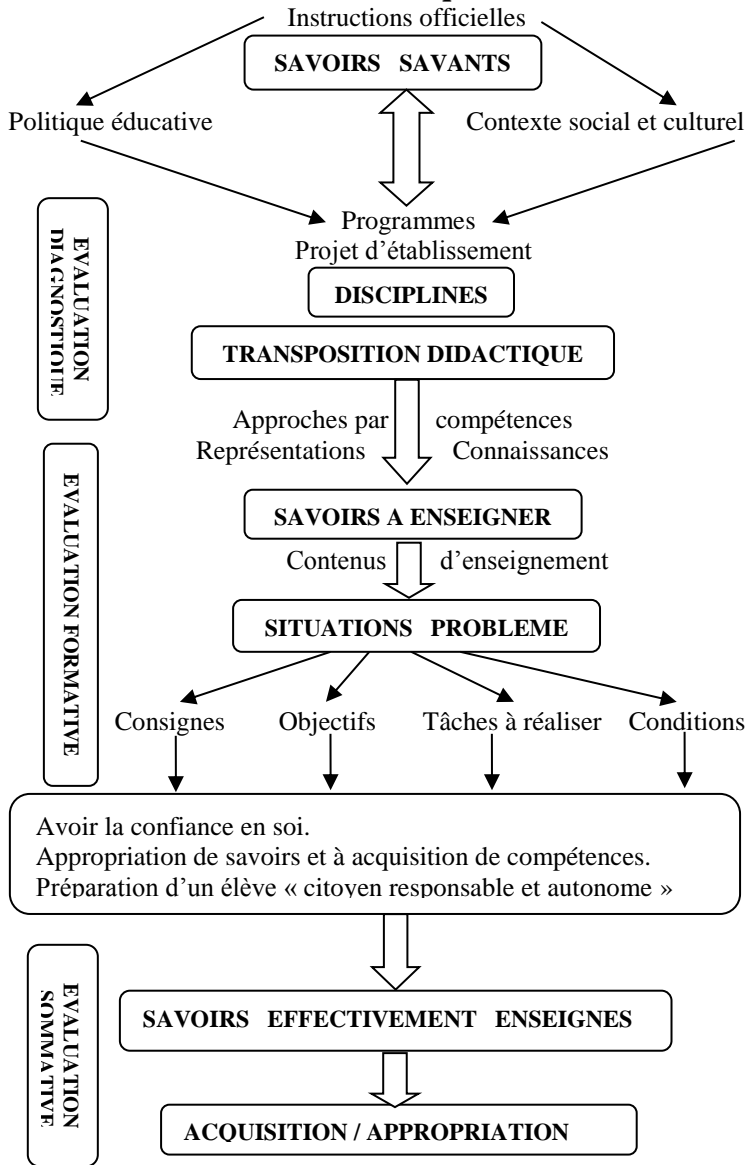 Instructions officielles
SAVOIRS SAVANTS
Politique éducative
Contexte social et culturel
Programmes
Projet d'établissement
DISCIPLINES
EVALUATION
DIAGNOSTIQUE
TRANSPOSITION DIDACTIQUE
Approches par compétences
Représentations Connaissances
SAVOIRS A ENSEIGNER
Contenus d'enseignement
EVALUATION FORMATIVE
SITUATIONS PROBLEME
Consignes
Objectifs
Tâches à réaliser
Conditions
Avoir la confiance en soi.
Appropriation de savoirs et à acquisition de compétences.
Préparation d'un élève « citoyen responsable et autonome »
EVALUATION
SOMMATIVE
SAVOIRS EFFECTIVEMENT ENSEIGNES
ACQUISITION / APPROPRIATION